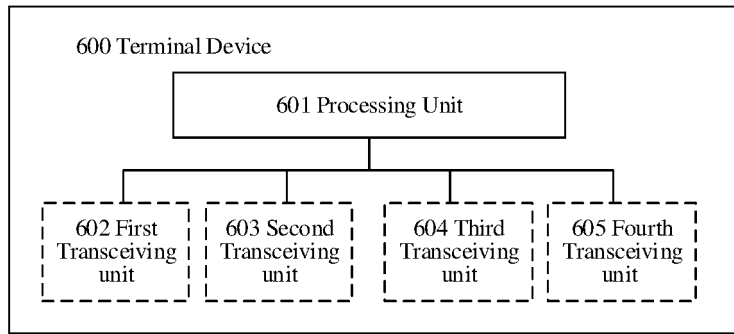 600 Terminal Device
601 Processing Unit
602 First
Transceiving
unit
603 Second
Transceiving
unit
604 Third
Transceiving
unit
605 Fourth
Transceiving
unit